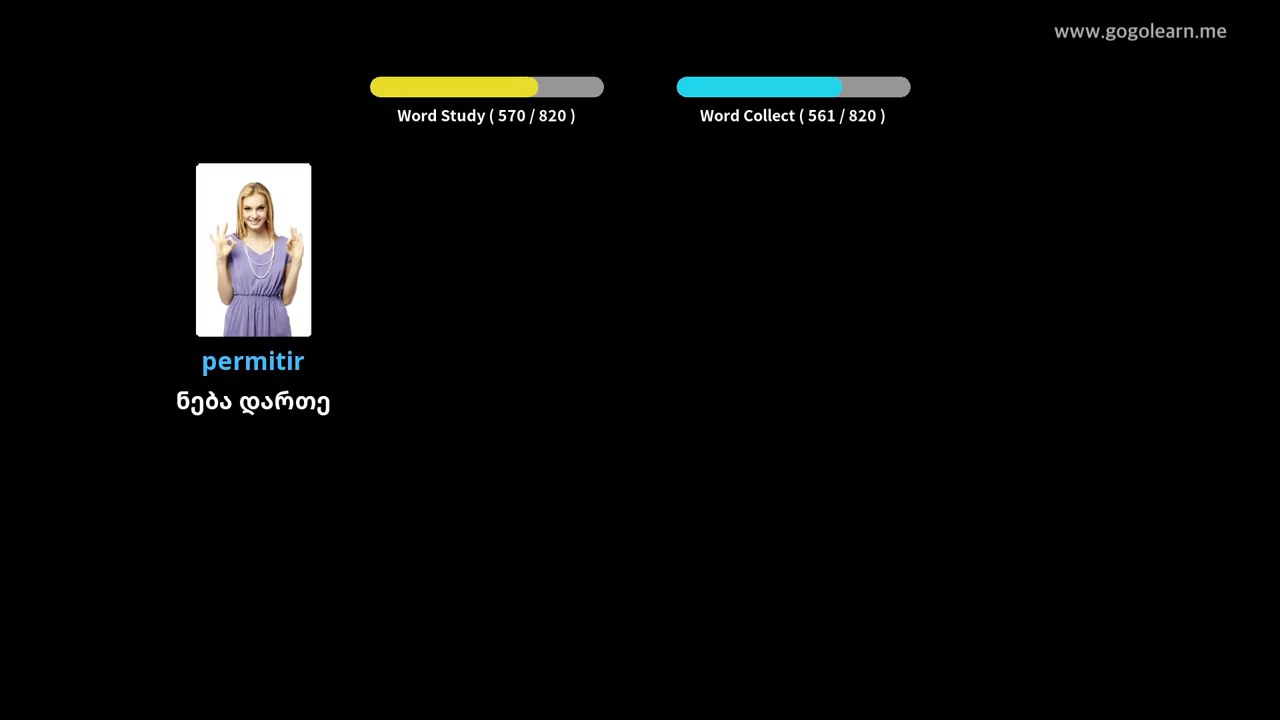 www.gogolearn.me
Word Study ( 570 / 820 )
Word Collect ( 561 / 820 )
permitir
ნება დართე